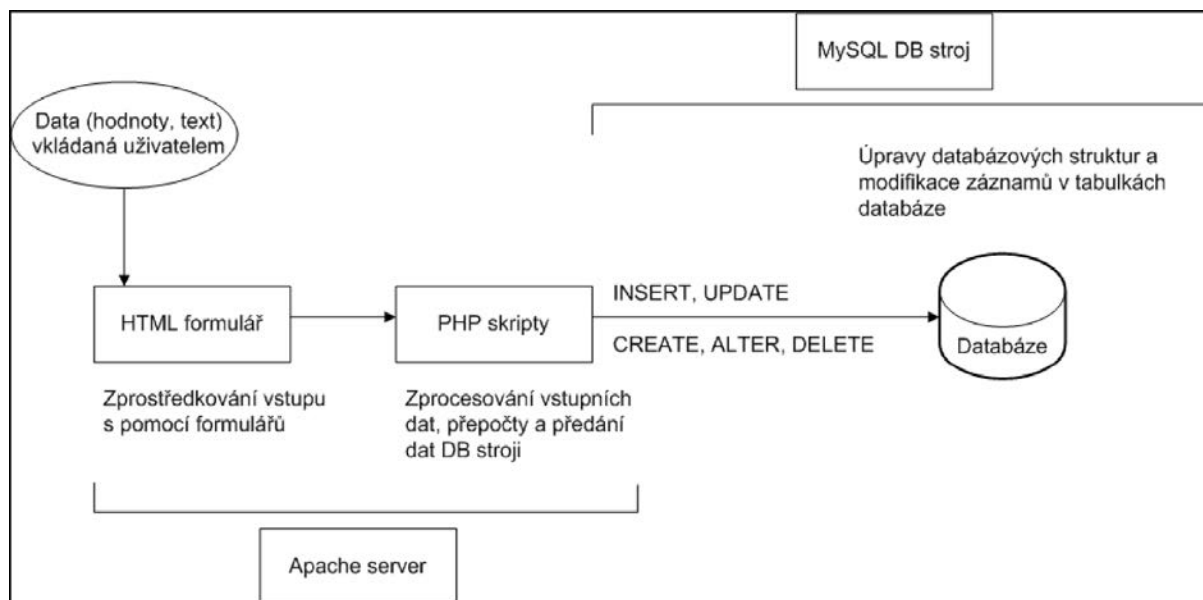 MySQL DB stroj
Data (hodnoty, text)
vkládaná uživatelem
Úpravy databázových struktur a
modifikace záznamů v tabulkách
databáze
HTML formulář
PHP skripty
INSERT, UPDATE
CREATE, ALTER, DELETE
Databáze
Zprostředkování vstupu
s pomocí formulářů
Zprocesování vstupních
dat, přepočty a předání
dat DB stroji
Apache server